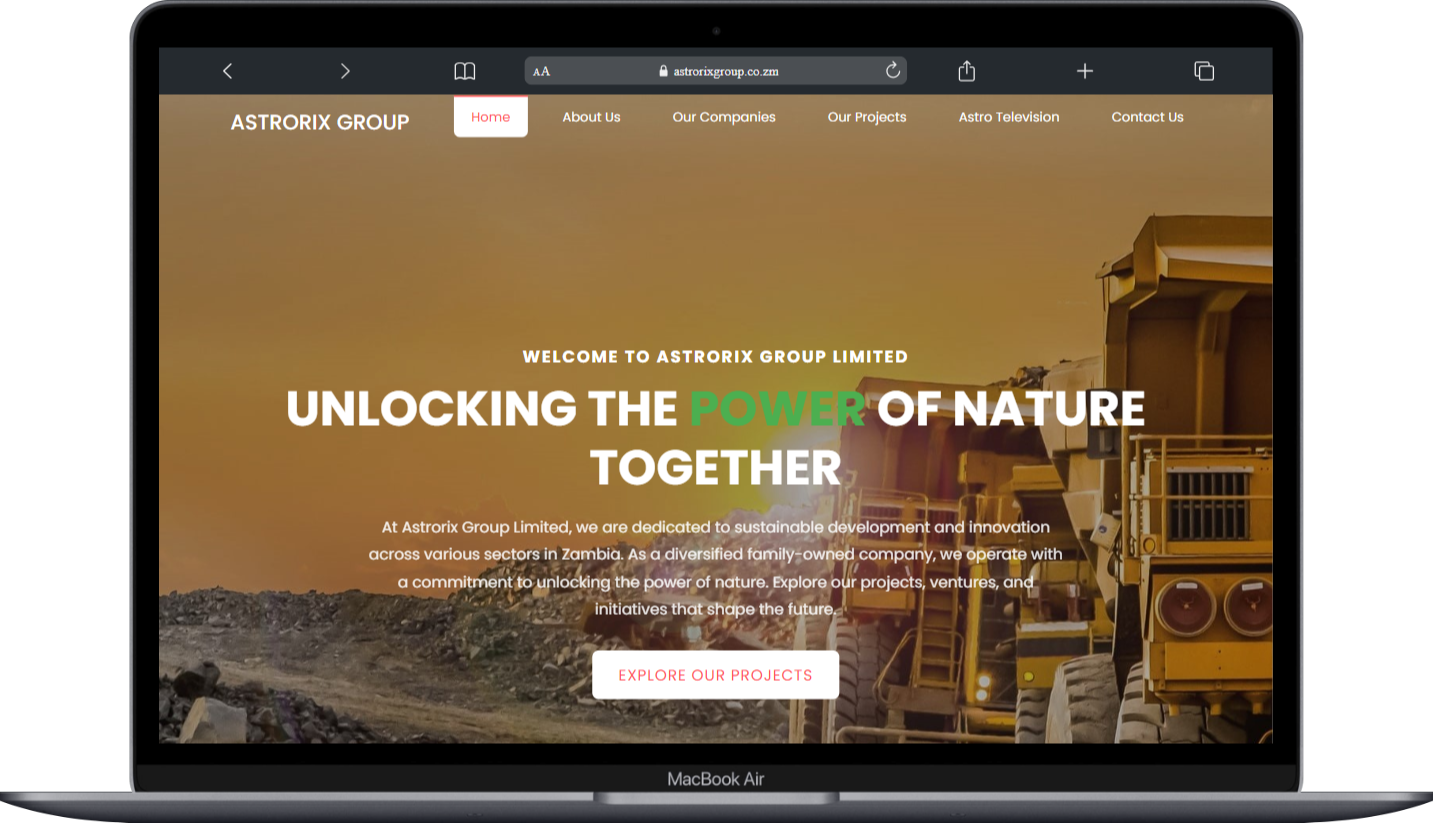 AA
astrorixgroup.co.zm
ASTRORIX GROUP
Home
About Us
Our Companies
Our Projects
Astro Television
Contact Us
WELCOME TO ASTRORIX GROUP LIMITED
UNLOCKING THE POWER OF NATURE
TOGETHER
At Astrorix Group Limited, we are dedicated to sustainable development and innovation
across various sectors in Zambia. As a diversified family-owned company, we operate with
a commitment to unlocking the power of nature. Explore our projects, ventures, and
initiatives that shape the future.
EXPLORE OUR PROJECTS
MacBook Air